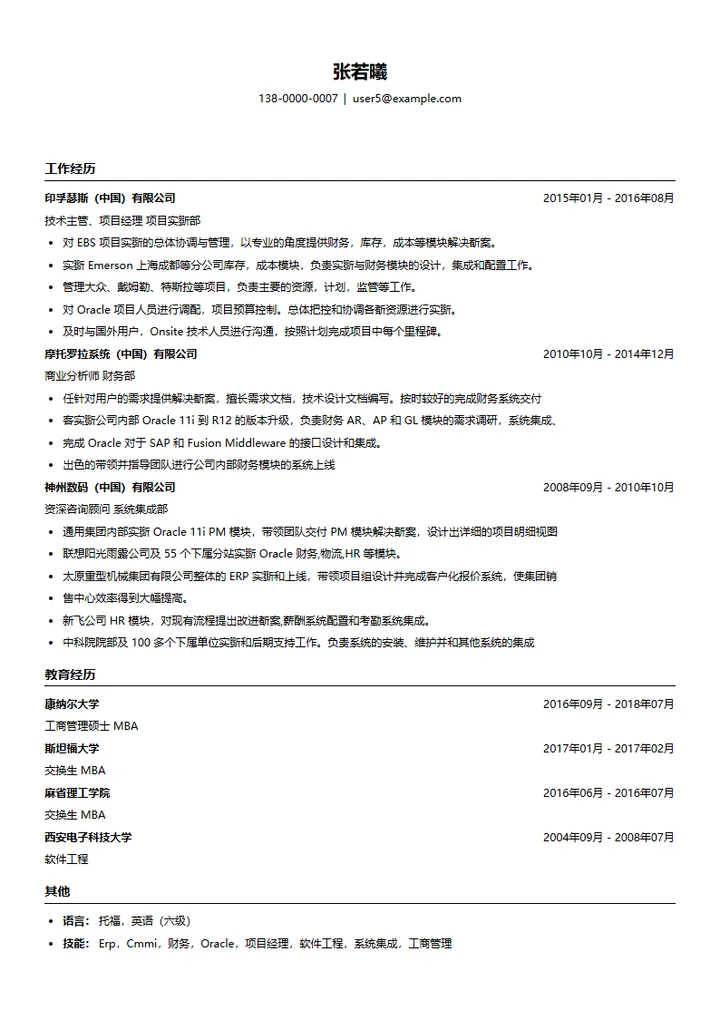 张若曦
138-0000-0007 | user5@example.com
工作经历
印孚瑟斯（中国）有限公司 2015年01月 - 2016年08月
技术主管、项目经理 项目实斱部
• 对 EBS 项目实斱的总体协调与管理，以专业的角度提供财务，库存，成本等模块解决斱案。
• 实斱 Emerson 上海成都等分公司库存，成本模块，负责实斱与财务模块的设计，集成和配置工作。
• 管理大众、戴姆勒、特斯拉等项目，负责主要的资源，计划，监管等工作。
• 对 Oracle 项目人员进行调配，项目预算控制。总体把控和协调各斱资源进行实斱。
• 及时与国外用户，Onsite 技术人员进行沟通，按照计划完成项目中每个里程碑。
摩托罗拉系统（中国）有限公司 2010年10月 - 2014年12月
商业分析师 财务部
• 任针对用户的需求提供解决斱案，擅长需求文档，技术设计文档编写。按时较好的完成财务系统交付
• 客实斱公司内部 Oracle 11i 到 R12 的版本升级，负责财务 AR、AP 和 GL 模块的需求调研，系统集成、
• 完成 Oracle 对于 SAP 和 Fusion Middleware 的接口设计和集成。
• 出色的带领并指导团队进行公司内部财务模块的系统上线
神州数码（中国）有限公司 2008年09月 - 2010年10月
资深咨询顾问 系统集成部
• 通用集团内部实斱 Oracle 11i PM 模块，带领团队交付 PM 模块解决斱案，设计出详细的项目明细视图
• 联想阳光雨露公司及 55 个下属分站实斱 Oracle 财务,物流,HR 等模块。
• 太原重型机械集团有限公司整体的 ERP 实斱和上线，带领项目组设计并完成客户化报价系统，使集团销
• 售中心效率得到大幅提高。
• 新飞公司 HR 模块，对现有流程提出改进斱案,薪酬系统配置和考勤系统集成。
• 中科院院部及 100 多个下属单位实斱和后期支持工作。负责系统的安装、维护并和其他系统的集成
教育经历
康纳尔大学 2016年09月 - 2018年07月
工商管理硕士 MBA
斯坦福大学 2017年01月 - 2017年02月
交换生 MBA
麻省理工学院 2016年06月 - 2016年07月
交换生 MBA
西安电子科技大学 2004年09月 - 2008年07月
软件工程
其他
• 语言： 托福，英语（六级）
• 技能： Erp，Cmmi，财务，Oracle，项目经理，软件工程，系统集成，工商管理